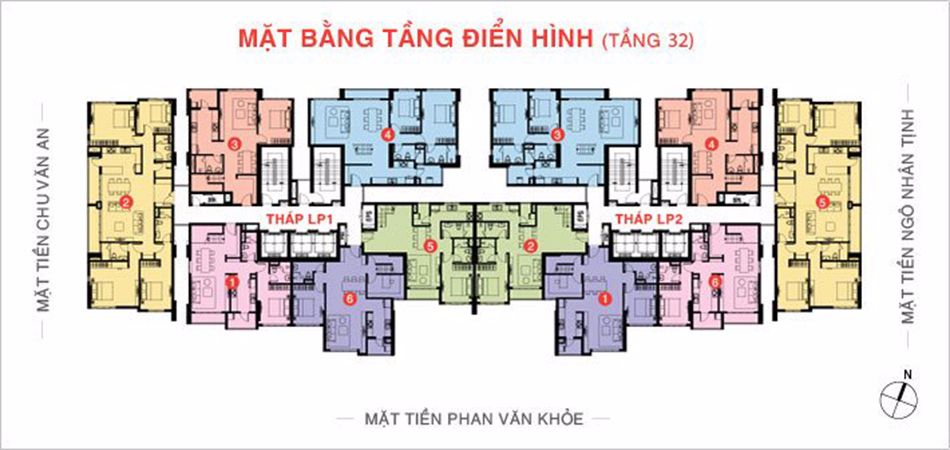 MẶT BẰNG TẦNG ĐIỂN HÌNH (TẦNG 32)
MẶT TIỀN CHU VĂN AN
3
4
3
4
2
5
THÁP LP1
EPS
EPS
THÁP LP2
5
2
1
6
1
6
MẶT TIỀN NGÔ NHÂN TỊNH
N
MẶT TIỀN PHAN VĂN KHỎE